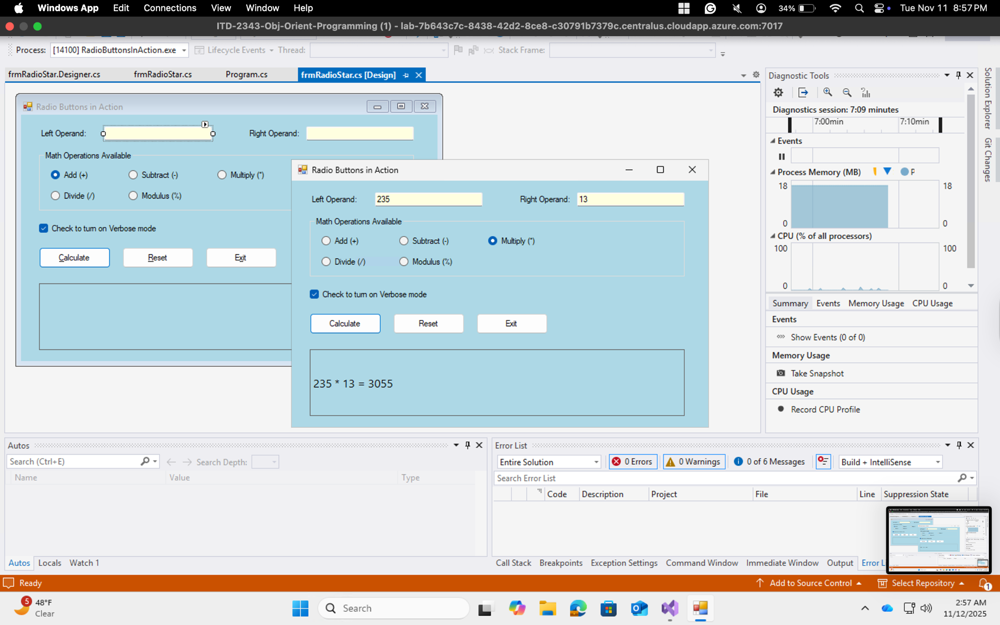 Windows App Edit Connections View Window Help 34% Tue Nov 11 8:57 PM
ITD-2343-Obj-Orient-Programming (1) - lab-7b643c7c-8438-42d2-8ce8-c30791b7379c.centralus.cloudapp.azure.com:7017
Process: [14100] RadioButtonsInAction.exe Lifecycle Events Thread: Stack Frame:
frmRadioStar.Designer.cs frmRadioStar.cs Program.cs frmRadioStar.cs [Design]
Radio Buttons in Action
Left Operand: Right Operand:
Math Operations Available
Add (+) Subtract (-) Multiply (*)
Divide (/) Modulus (%)
Check to turn on Verbose mode
Calculate Reset Exit
Radio Buttons in Action
Left Operand: 235 Right Operand: 13
Math Operations Available
Add (+) Subtract (-) Multiply (*)
Divide (/) Modulus (%)
Check to turn on Verbose mode
Calculate Reset Exit
235 * 13 = 3055
Diagnostic Tools
Diagnostics session: 7:09 minutes
7:00min 7:10min
Events
Process Memory (MB) P
18 18
0 0
CPU (% of all processors)
100 100
0 0
Summary Events Memory Usage CPU Usage
Events
Show Events (0 of 0)
Memory Usage
Take Snapshot
CPU Usage
Record CPU Profile
Solution Explorer
Git Changes
Autos
Search (Ctrl+E) Search Depth:
Name Value Type
Autos Locals Watch 1
Error List
Entire Solution 0 Errors 0 Warnings 0 of 6 Messages Build + IntelliSense
Search Error List
Code Description Project File Line Suppression State
Call Stack Breakpoints Exception Settings Command Window Immediate Window Output Error Li
Ready Add to Source Control Select Repository 1
5 48°F
Clear
Search
2:57 AM
11/12/2025